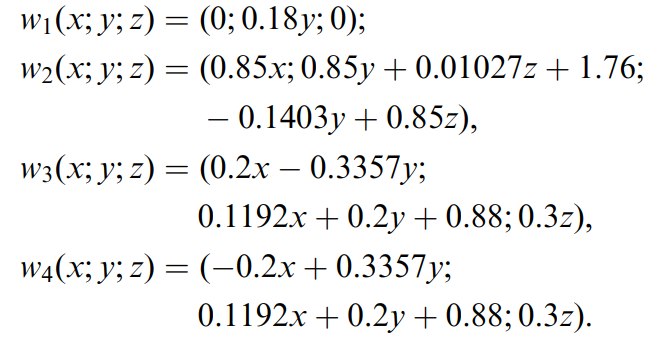 w₁(x; y; z) = (0; 0.18y; 0);
w₂(x; y; z) = (0.85x; 0.85y + 0.01027z + 1.76;
− 0.1403y + 0.85z),
w₃(x; y; z) = (0.2x − 0.3357y;
0.1192x + 0.2y + 0.88; 0.3z),
w₄(x; y; z) = (−0.2x + 0.3357y;
0.1192x + 0.2y + 0.88; 0.3z).